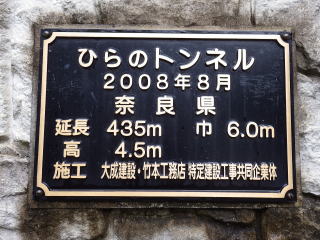 ひらのトンネル
2008年8月
奈良県
延長 435m 巾 6.0m
高 4.5m
施工 大成建設・竹本工務店 特定建設工事共同企業体